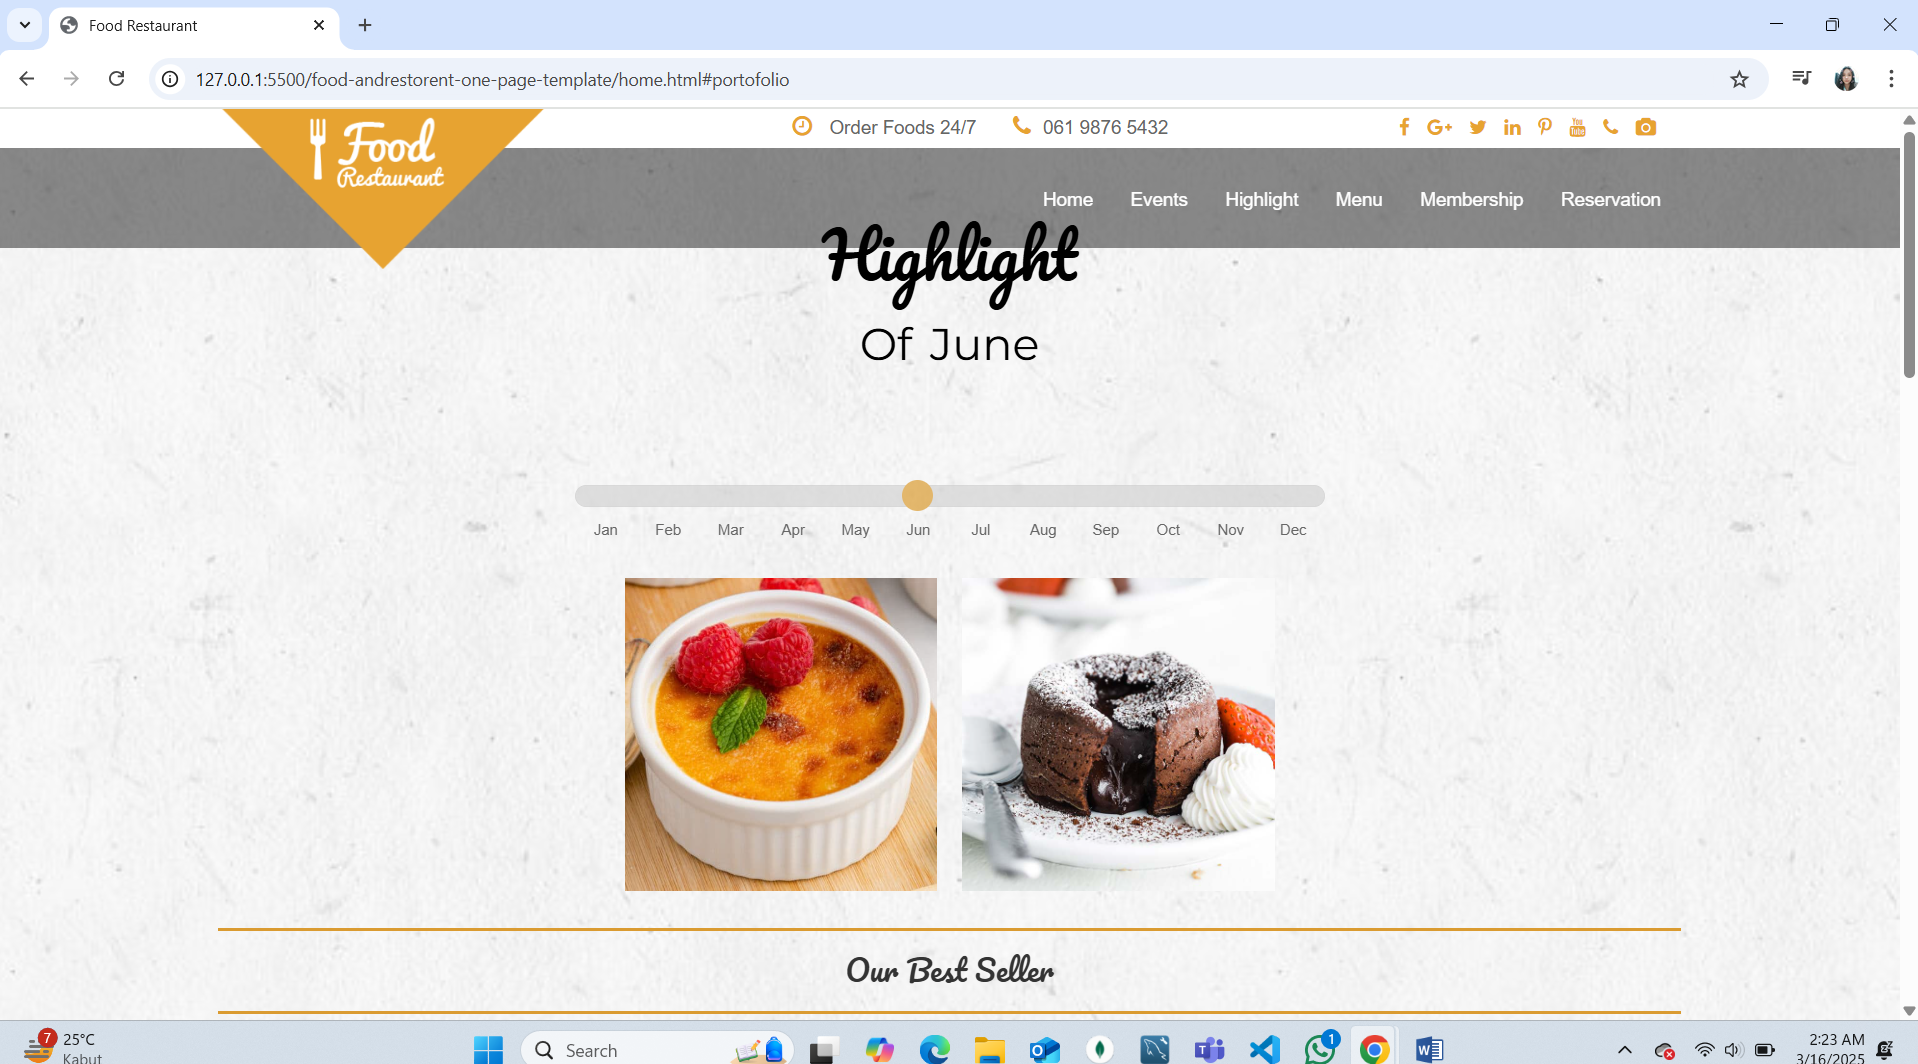 Food Restaurant
127.0.0.1:5500/food-andrestorent-one-page-template/home.html#portofolio
Food
Restaurant
Order Foods 24/7
061 9876 5432
You
Tube
Home
Events
Highlight
Menu
Membership
Reservation
Highlight
Of June
Jan Feb Mar Apr May Jun Jul Aug Sep Oct Nov Dec
Our Best Seller
7
25°C
Kabut
Search
1
2:23 AM
3/16/2025